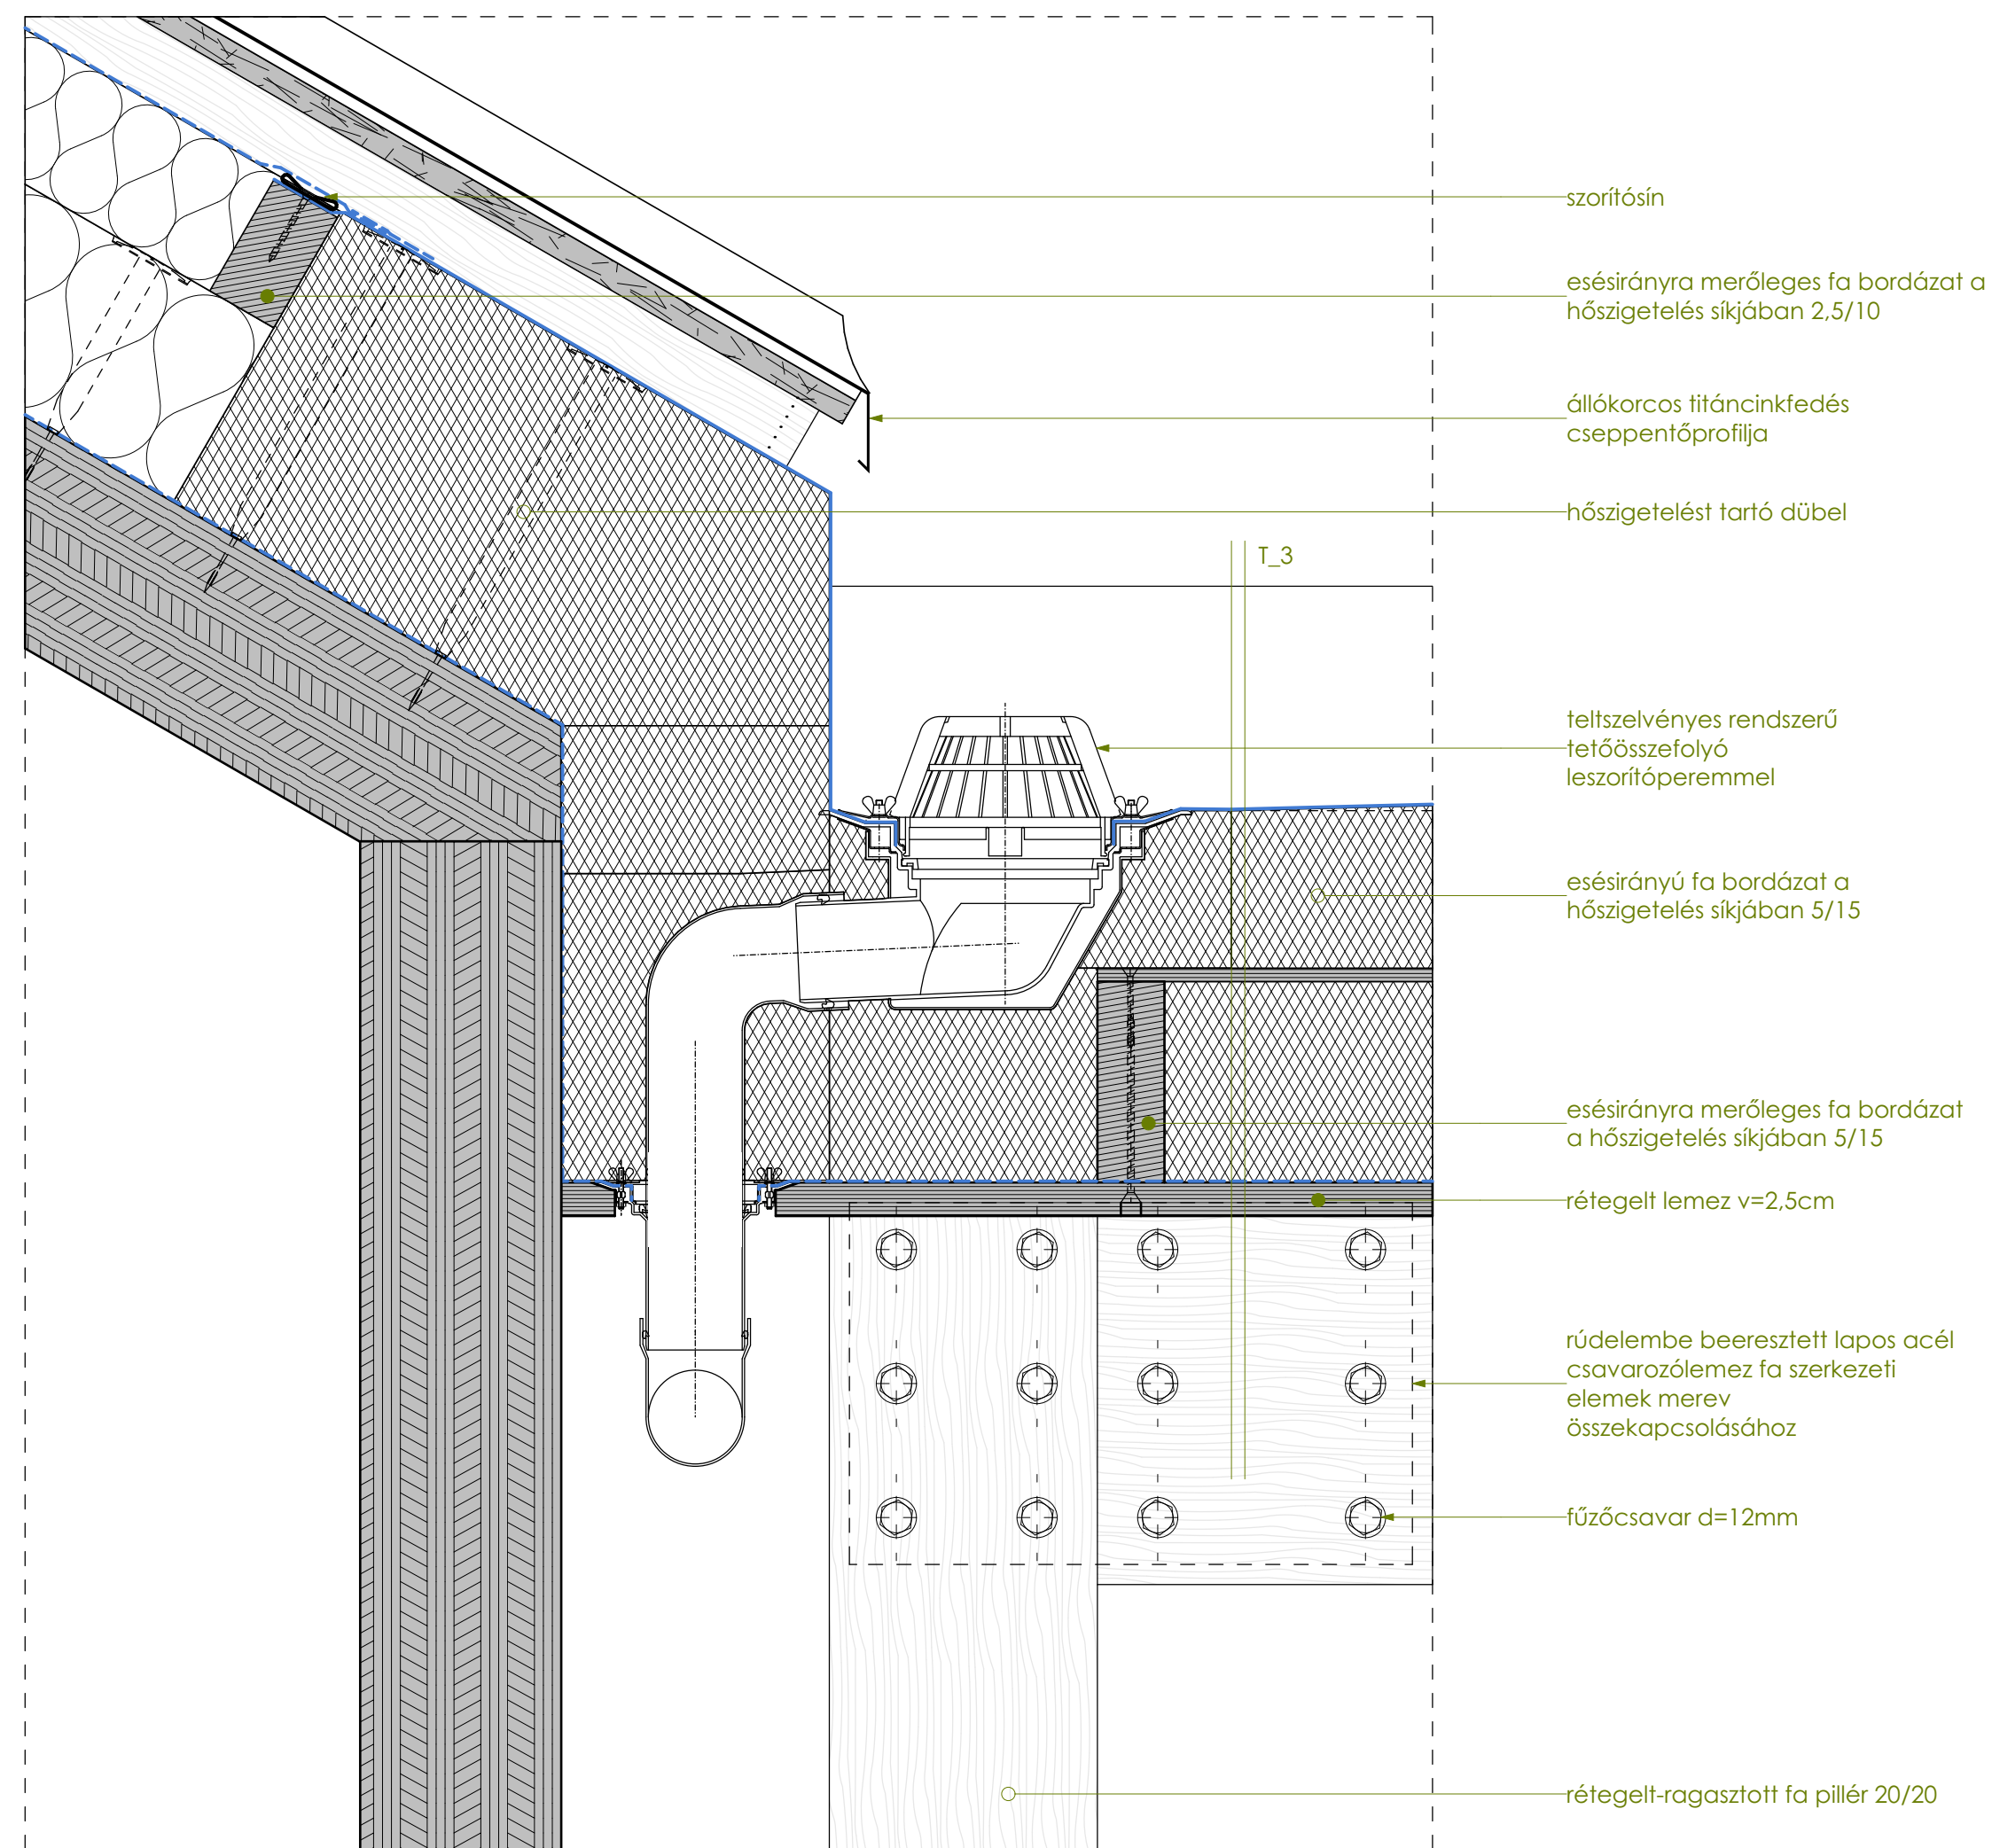 szorítósín
esésirányra merőleges fa bordázat a
hőszigetelés síkjában 2,5/10
állókorcos titáncinkfedés
cseppentőprofilja
hőszigetelést tartó dübel
T_3
teltszelvényes rendszerű
tetőösszefolyó
leszorítóperemmel
esésirányú fa bordázat a
hőszigetelés síkjában 5/15
esésirányra merőleges fa bordázat
a hőszigetelés síkjában 5/15
rétegelt lemez v=2,5cm
rúdelembe beeresztett lapos acél
csavarozólemez fa szerkezeti
elemek merev
összekapcsolásához
fűzőcsavar d=12mm
rétegelt-ragasztott fa pillér 20/20